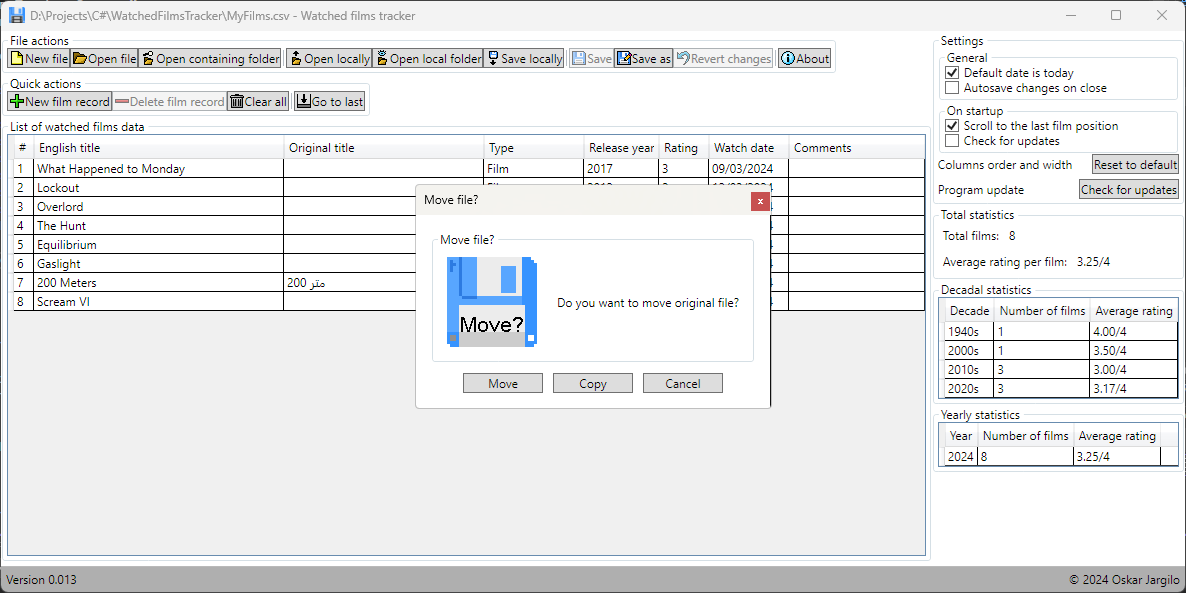 D:\Projects\C#\WatchedFilmsTracker\MyFilms.csv - Watched films tracker
File actions
New file Open file Open containing folder Open locally Open local folder Save locally Save Save as Revert changes About
Quick actions
New film record Delete film record Clear all Go to last
List of watched films data
# English title Original title Type Release year Rating Watch date Comments
1 What Happened to Monday Film 2017 3 09/03/2024
2 Lockout
3 Overlord
4 The Hunt
5 Equilibrium
6 Gaslight
7 200 Meters 200 متر
8 Scream VI
Move file?
x
Move file?
Move?
Do you want to move original file?
Move Copy Cancel
Settings
General
Default date is today
Autosave changes on close
On startup
Scroll to the last film position
Check for updates
Columns order and width Reset to default
Program update Check for updates
Total statistics
Total films: 8
Average rating per film: 3.25/4
Decadal statistics
Decade Number of films Average rating
1940s 1 4.00/4
2000s 1 3.50/4
2010s 3 3.00/4
2020s 3 3.17/4
Yearly statistics
Year Number of films Average rating
2024 8 3.25/4
Version 0.013
© 2024 Oskar Jargilo